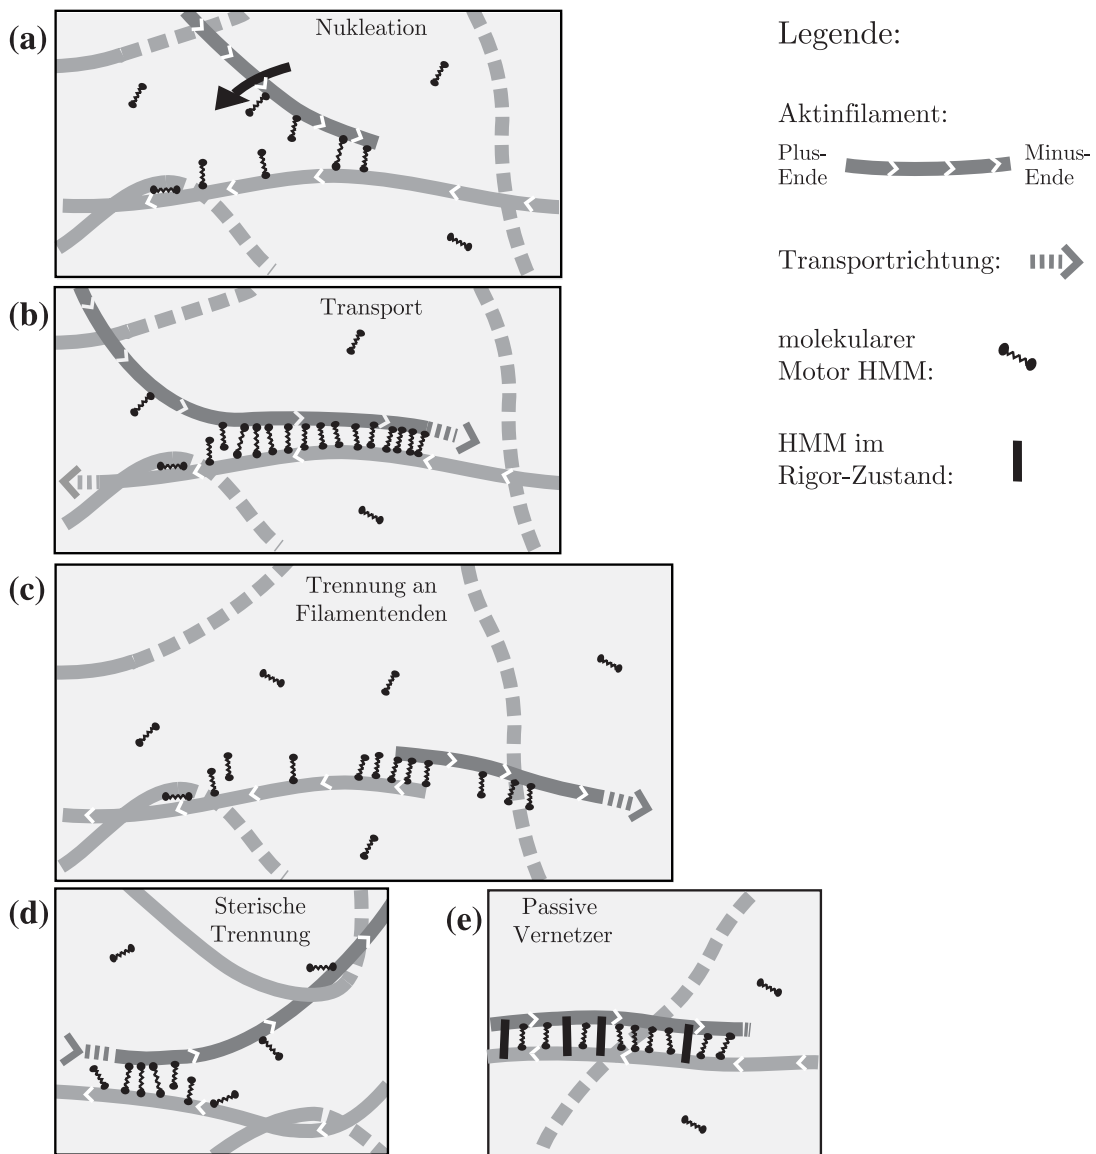 (a)
Nukleation
(b)
Transport
(c)
Trennung an
Filamentenden
(d)
Sterische
Trennung
(e)
Passive
Vernetzer
Legende:
Aktinfilament:
Plus-
Ende
Minus-
Ende
Transportrichtung:
molekularer
Motor HMM:
HMM im
Rigor-Zustand: